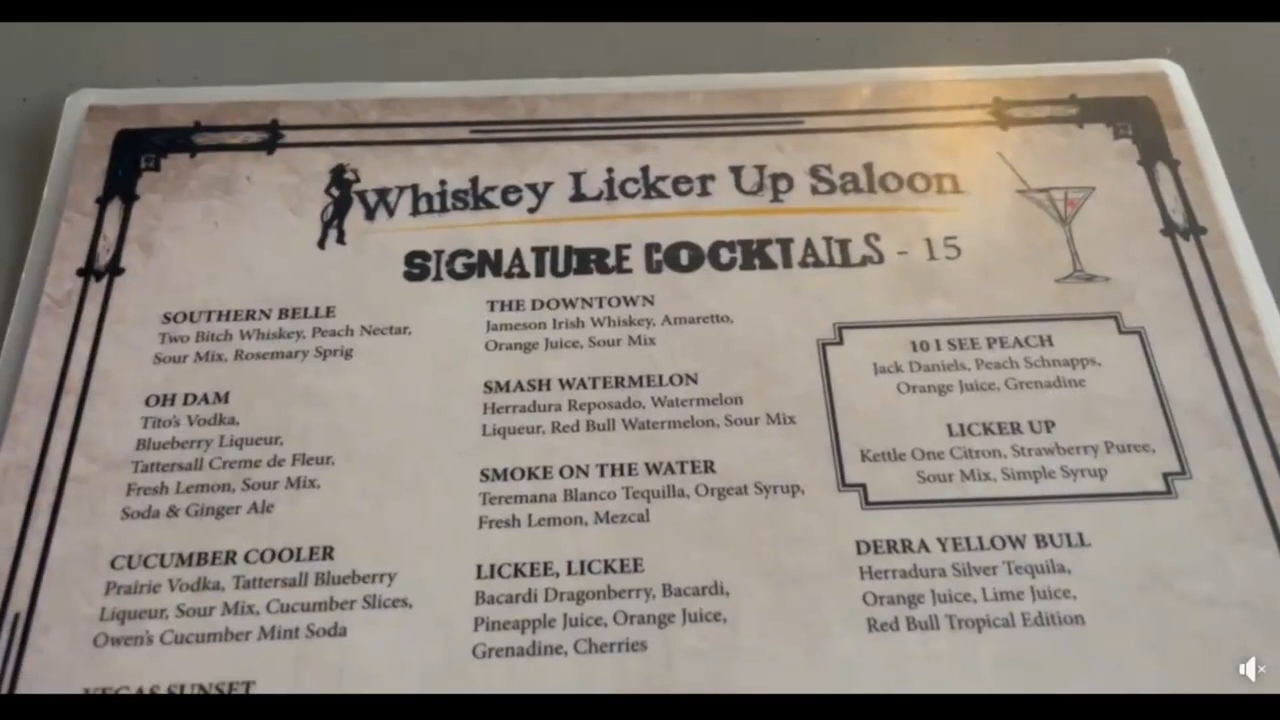 Whiskey Licker Up Saloon
SIGNATURE COCKTAILS - 15
SOUTHERN BELLE
Two Bitch Whiskey, Peach Nectar,
Sour Mix, Rosemary Sprig
OH DAM
Tito's Vodka,
Blueberry Liqueur,
Tattersall Creme de Fleur,
Fresh Lemon, Sour Mix,
Soda & Ginger Ale
CUCUMBER COOLER
Prairie Vodka, Tattersall Blueberry
Liqueur, Sour Mix, Cucumber Slices,
Owen's Cucumber Mint Soda
VEGAS SUNSET
THE DOWNTOWN
Jameson Irish Whiskey, Amaretto,
Orange Juice, Sour Mix
SMASH WATERMELON
Herradura Reposado, Watermelon
Liqueur, Red Bull Watermelon, Sour Mix
SMOKE ON THE WATER
Teremana Blanco Tequilla, Orgeat Syrup,
Fresh Lemon, Mezcal
LICKEE, LICKEE
Bacardi Dragonberry, Bacardi,
Pineapple Juice, Orange Juice,
Grenadine, Cherries
10 I SEE PEACH
Jack Daniels, Peach Schnapps,
Orange Juice, Grenadine
LICKER UP
Kettle One Citron, Strawberry Puree,
Sour Mix, Simple Syrup
DERRA YELLOW BULL
Herradura Silver Tequila,
Orange Juice, Lime Juice,
Red Bull Tropical Edition